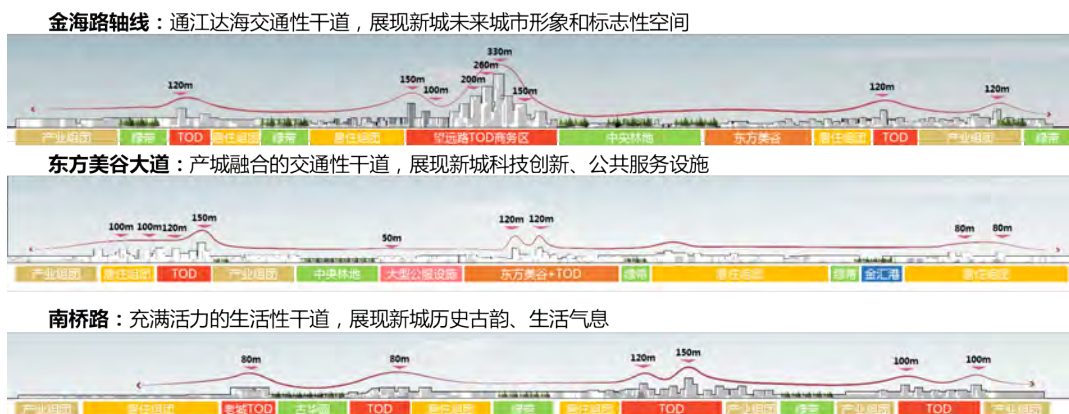 金海路轴线：通江达海交通性干道，展现新城未来城市形象和标志性空间
330m
260m
120m 150m 100m 200m 150m 120m 120m
产业组团 绿带 TOD 居住组团 绿带 居住组团 望远路TOD商务区 中央林地 东方美谷 居住组团 TOD 产业组团 绿带
东方美谷大道：产城融合的交通性干道，展现新城科技创新、公共服务设施
100m 100m 120m 150m 50m 120m 120m 80m 80m
产业组团 居住组团 TOD 产业组团 中央林地 大型公服设施 东方美谷+TOD 绿带 居住组团 绿带 金汇港 居住组团
南桥路：充满活力的生活性干道，展现新城历史古韵、生活气息
80m 80m 120m 150m 100m 100m
产业组团 居住组团 老城TOD 古华园 TOD 居住组团 绿带 居住组团 TOD 产业组团 绿带 产业组团 TOD 产业组团